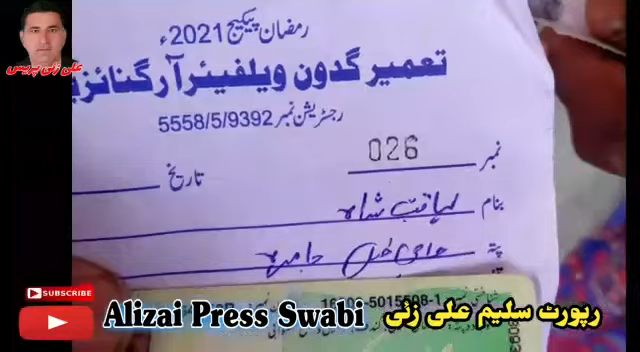 علی زئی پریس
رمضان پیکیج 2021ء
تعمیر گدون ویلفیئر آرگنائز
رجسٹریشن نمبر 5558/5/9392
نمبر 026
تاریخ
بنام لیاقت شاہ
پتہ
SUBSCRIBE
Alizai Press Swabi
رپورٹ سلیم علی زئی